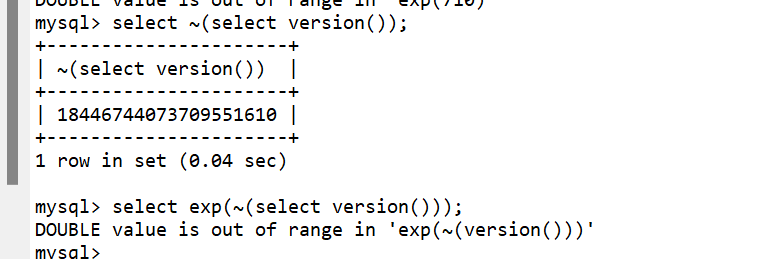 DOUBLE value is out of range in 'exp(710)'
mysql> select ~(select version());
+----------------------+
| ~(select version())  |
+----------------------+
| 18446744073709551610 |
+----------------------+
1 row in set (0.04 sec)
mysql> select exp(~(select version()));
DOUBLE value is out of range in 'exp(~(version()))'
mysql>